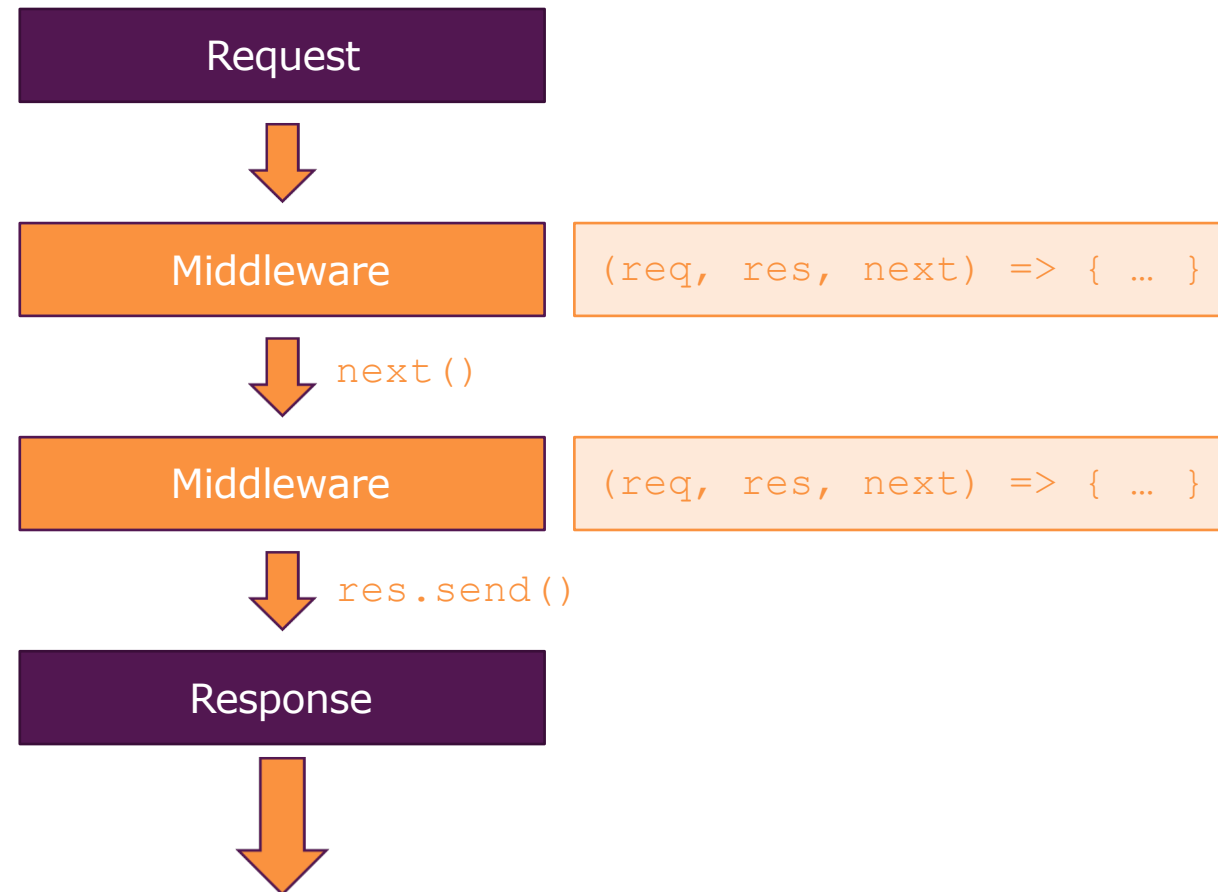 Request
Middleware
(req, res, next) => { … }
next()
Middleware
(req, res, next) => { … }
res.send()
Response